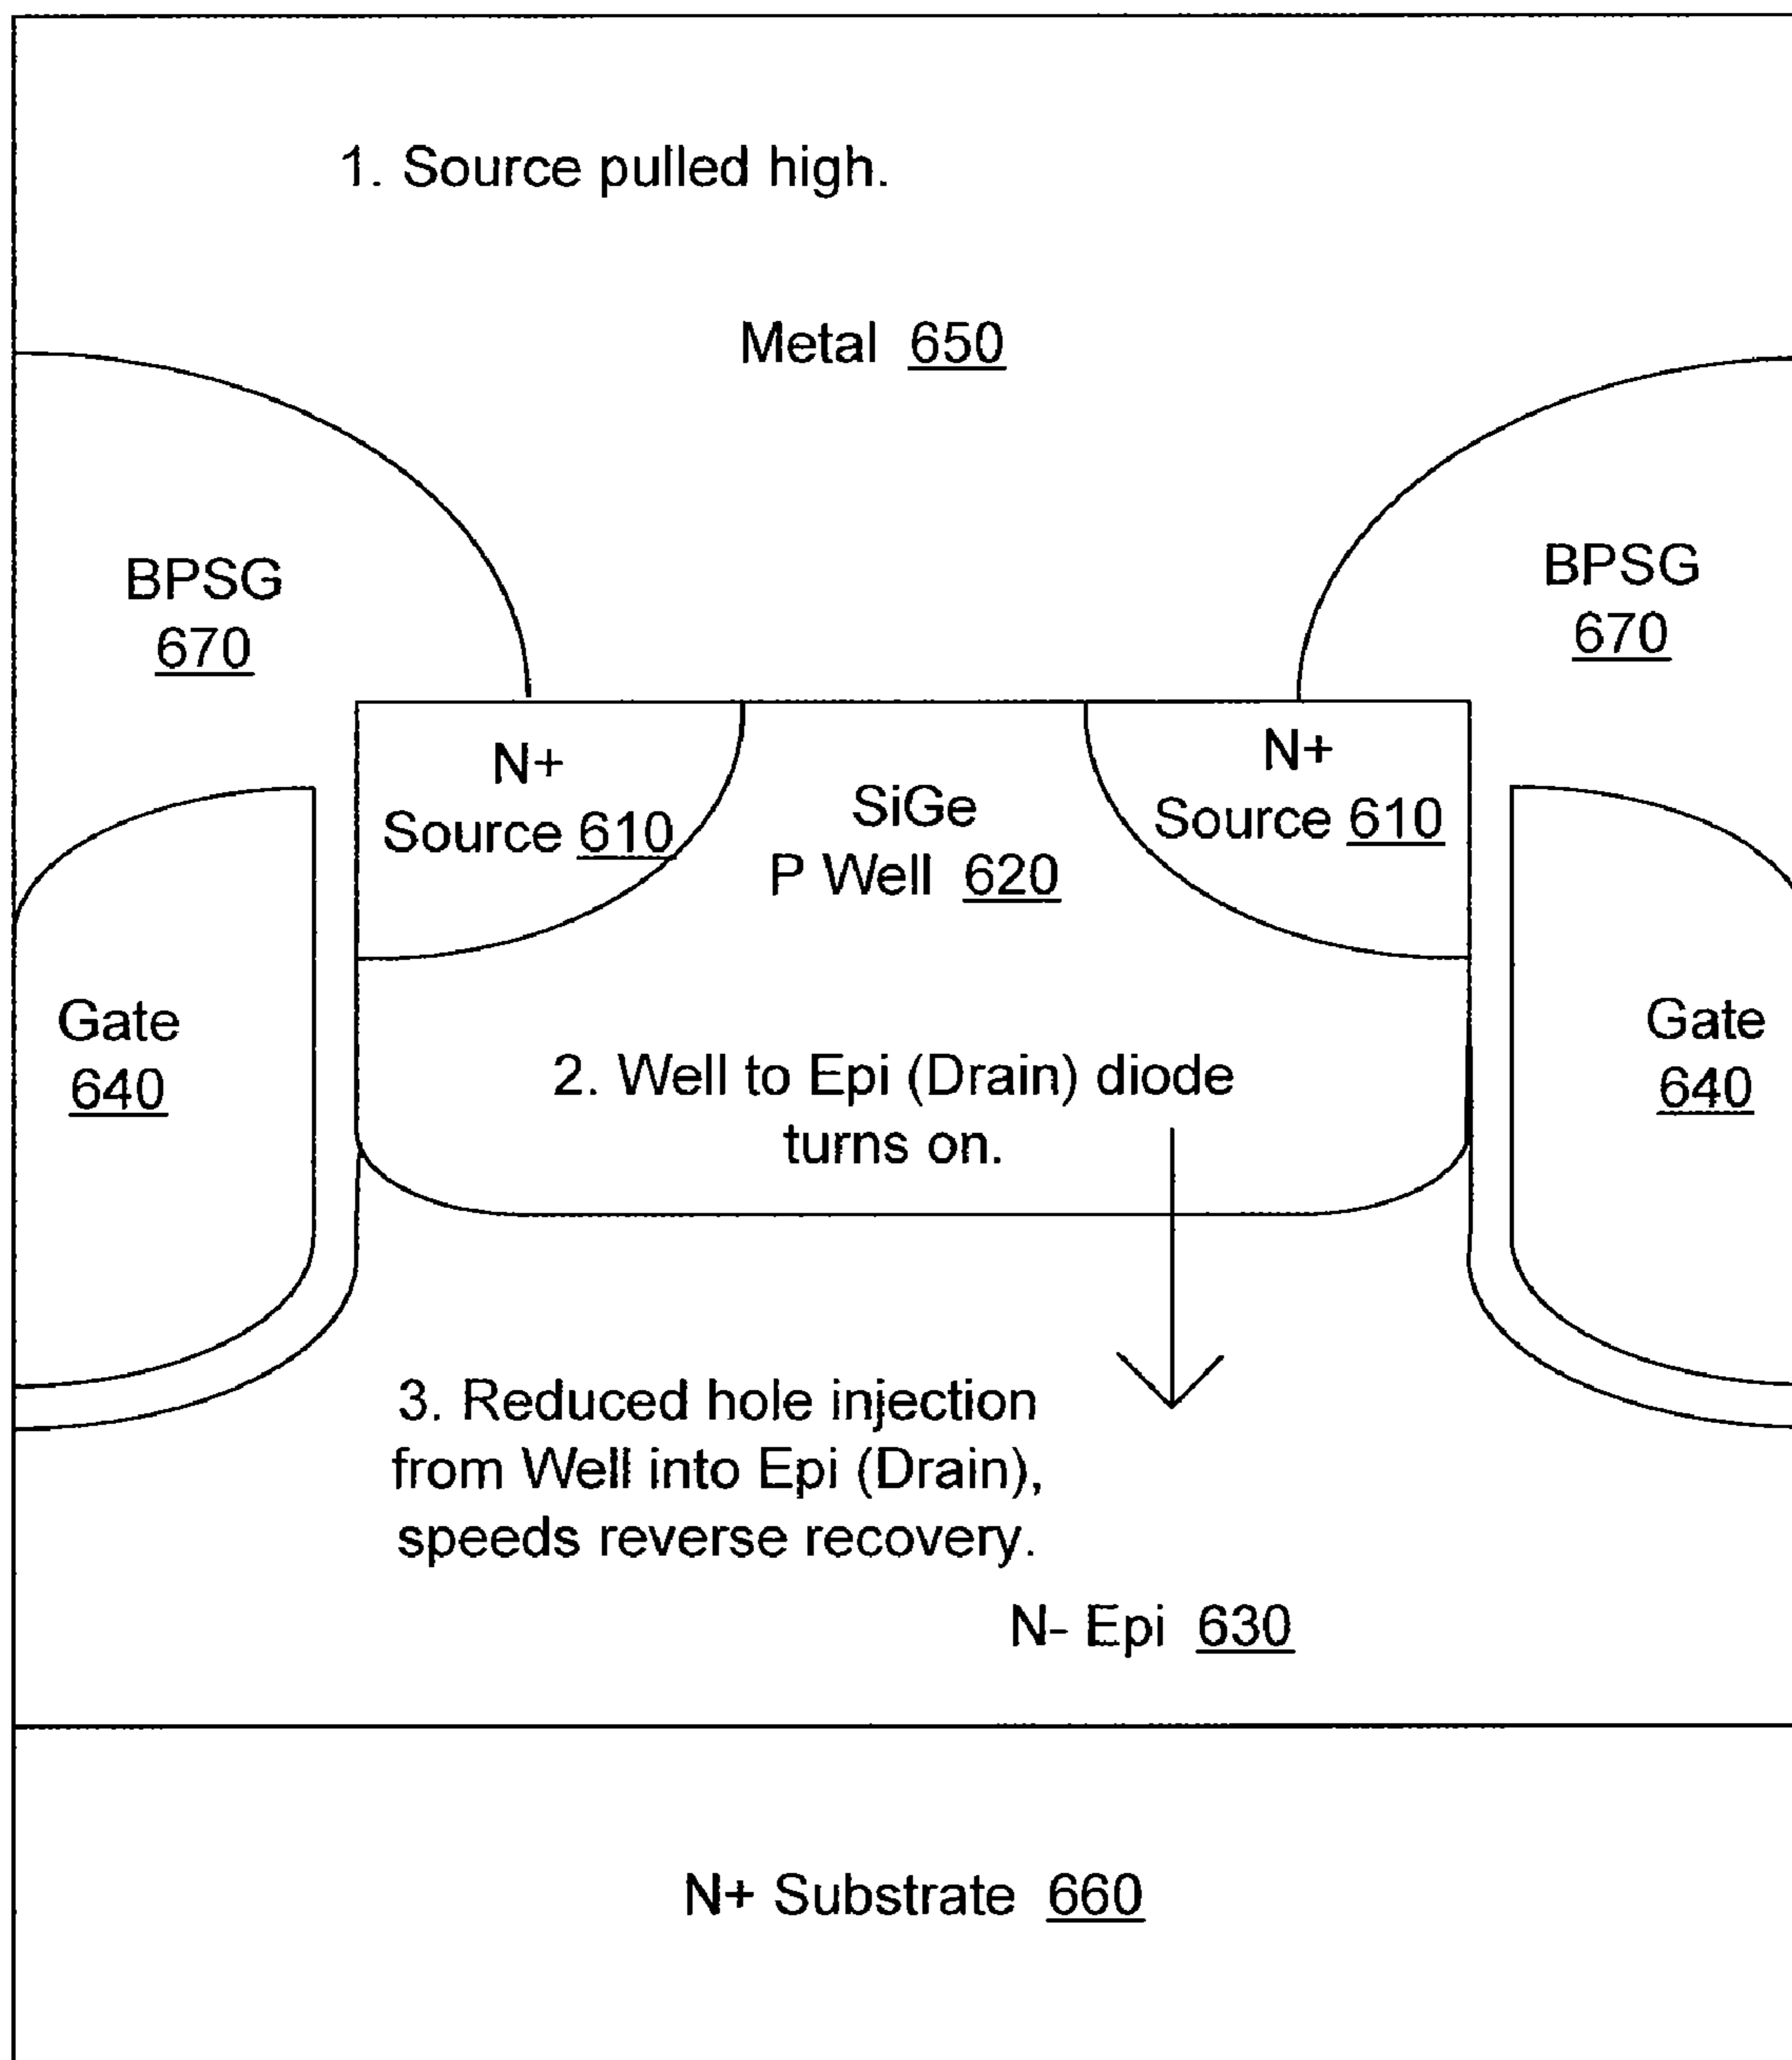 1. Source pulled high.
Metal 650
BPSG
670
BPSG
670
N+
Source 610
SiGe
P Well 620
N+
Source 610
Gate
640
Gate
640
2. Well to Epi (Drain) diode
turns on.
3. Reduced hole injection
from Well into Epi (Drain),
speeds reverse recovery.
N- Epi 630
N+ Substrate 660